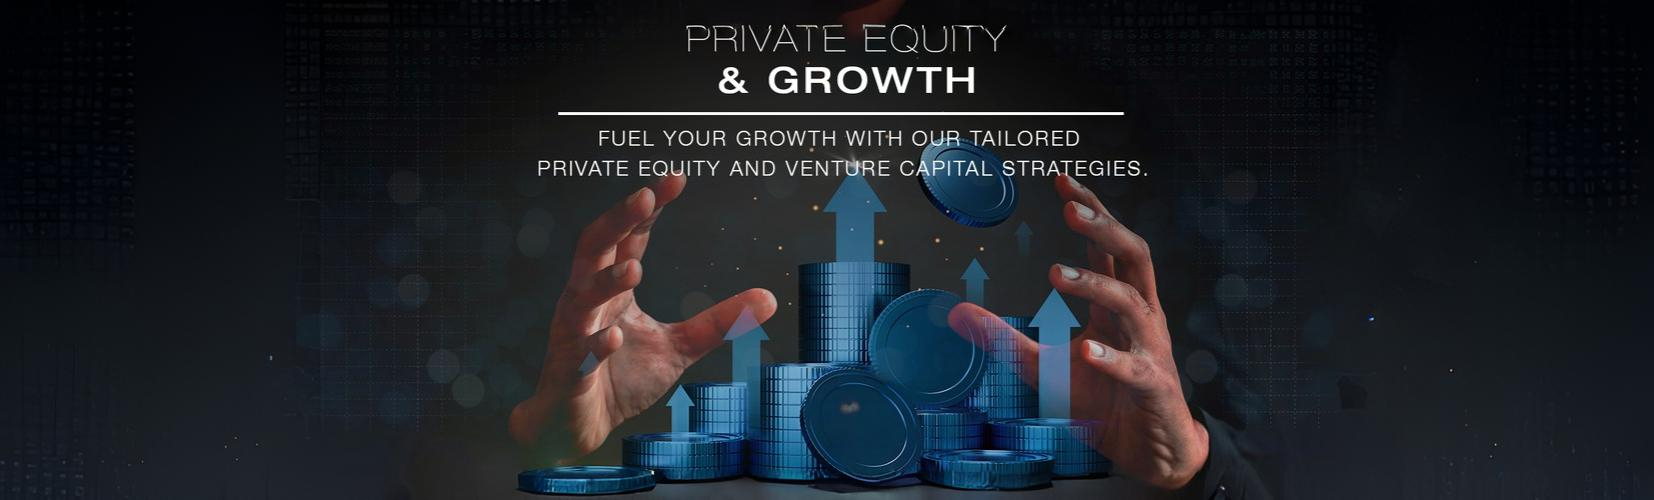 PRIVATE EQUITY
& GROWTH
FUEL YOUR GROWTH WITH OUR TAILORED
PRIVATE EQUITY AND VENTURE CAPITAL STRATEGIES.